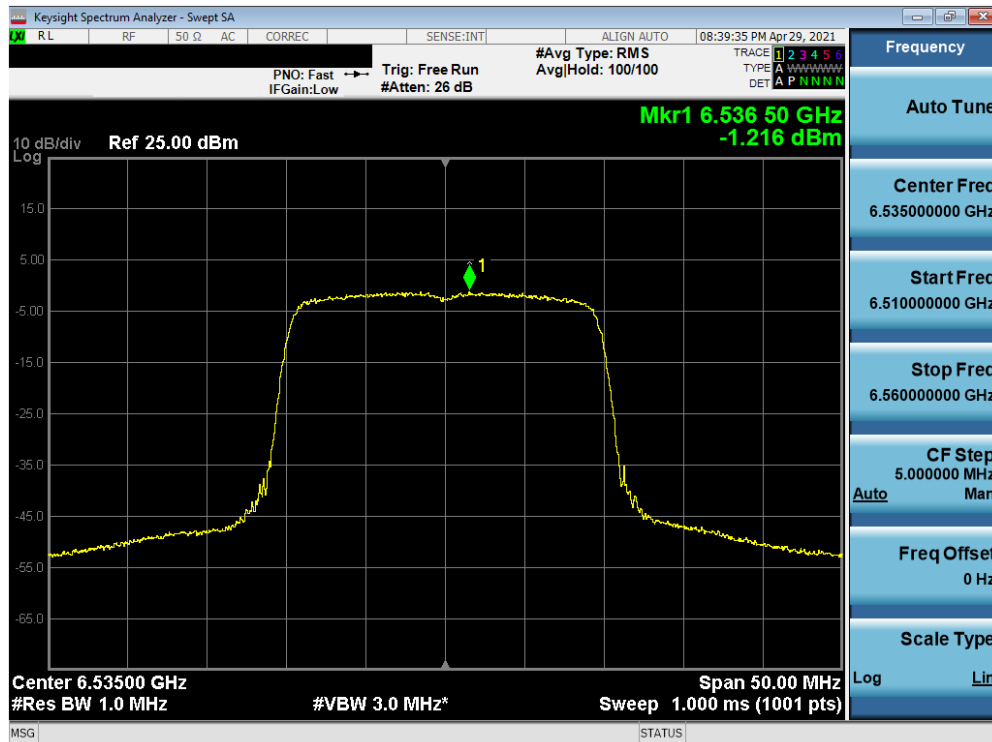 Keysight Spectrum Analyzer - Swept SA
LXI RL RF 50 Ω AC CORREC SENSE:INT ALIGN AUTO 08:39:35 PM Apr 29, 2021
PNO: Fast
IFGain:Low
Trig: Free Run
#Atten: 26 dB
#Avg Type: RMS
Avg|Hold: 100/100
TRACE 1 2 3 4 5 6
TYPE A WWWWW
DET A P N N N N
Mkr1 6.536 50 GHz
-1.216 dBm
10 dB/div Ref 25.00 dBm
Log
15.0
5.00
-5.00
-15.0
-25.0
-35.0
-45.0
-55.0
-65.0
1
Center 6.53500 GHz Span 50.00 MHz
#Res BW 1.0 MHz #VBW 3.0 MHz* Sweep 1.000 ms (1001 pts)
MSG STATUS
Frequency
Auto Tune
Center Freq
6.535000000 GHz
Start Freq
6.510000000 GHz
Stop Freq
6.560000000 GHz
CF Step
5.000000 MHz
Auto Man
Freq Offset
0 Hz
Scale Type
Log Lin